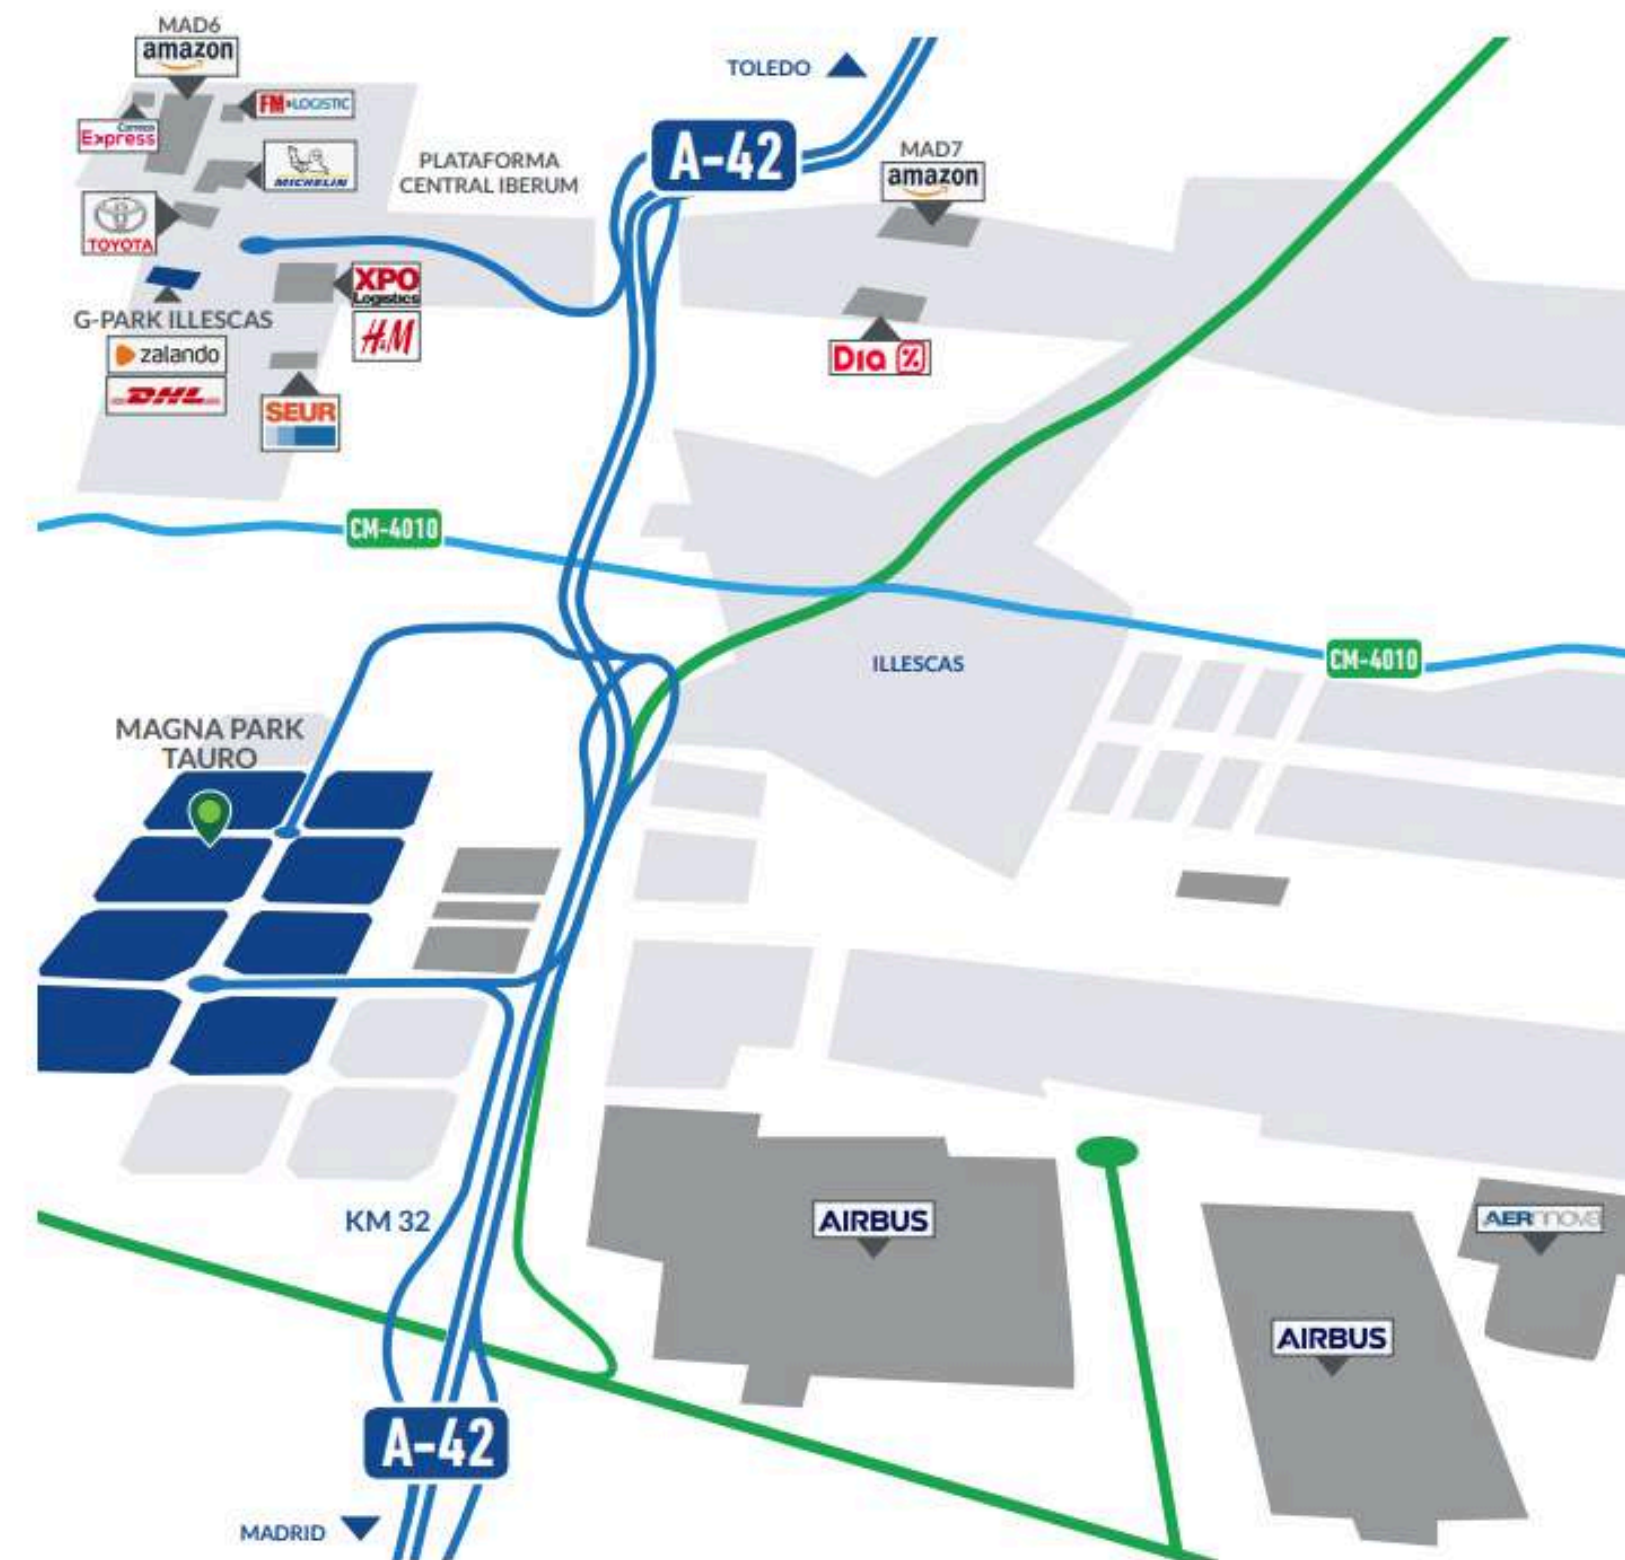 MAD6
amazon
TOLEDO
FM LOGISTIC
Correos
Express
A-42
MAD7
amazon
MICHELIN
PLATAFORMA
CENTRAL IBERUM
TOYOTA
XPO
Logistics
G-PARK ILLESCAS
H&M
zalando
Dia %
DHL
SEUR
CM-4010
ILLESCAS
CM-4010
MAGNA PARK
TAURO
KM 32
AIRBUS
AERnnova
AIRBUS
A-42
MADRID